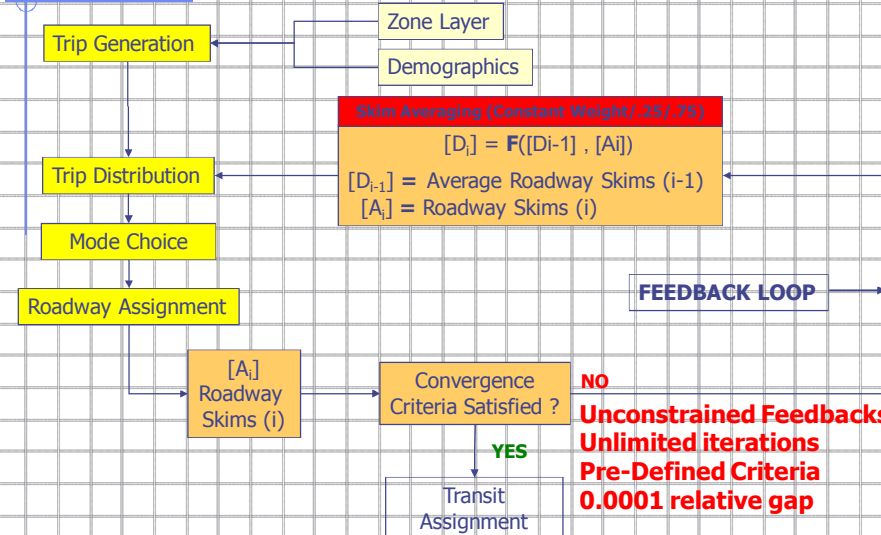 Zone Layer
Trip Generation
Demographics
Skim Averaging (Constant Weight/.25/.75)
[Di] = F([Di-1] , [Ai])
Trip Distribution
[Di-1] = Average Roadway Skims (i-1)
[Ai] = Roadway Skims (i)
Mode Choice
FEEDBACK LOOP
Roadway Assignment
[Ai]
Roadway
Skims (i)
Convergence
Criteria Satisfied ?
NO
Unconstrained Feedbacks
Unlimited iterations
Pre-Defined Criteria
0.0001 relative gap
YES
Transit
Assignment